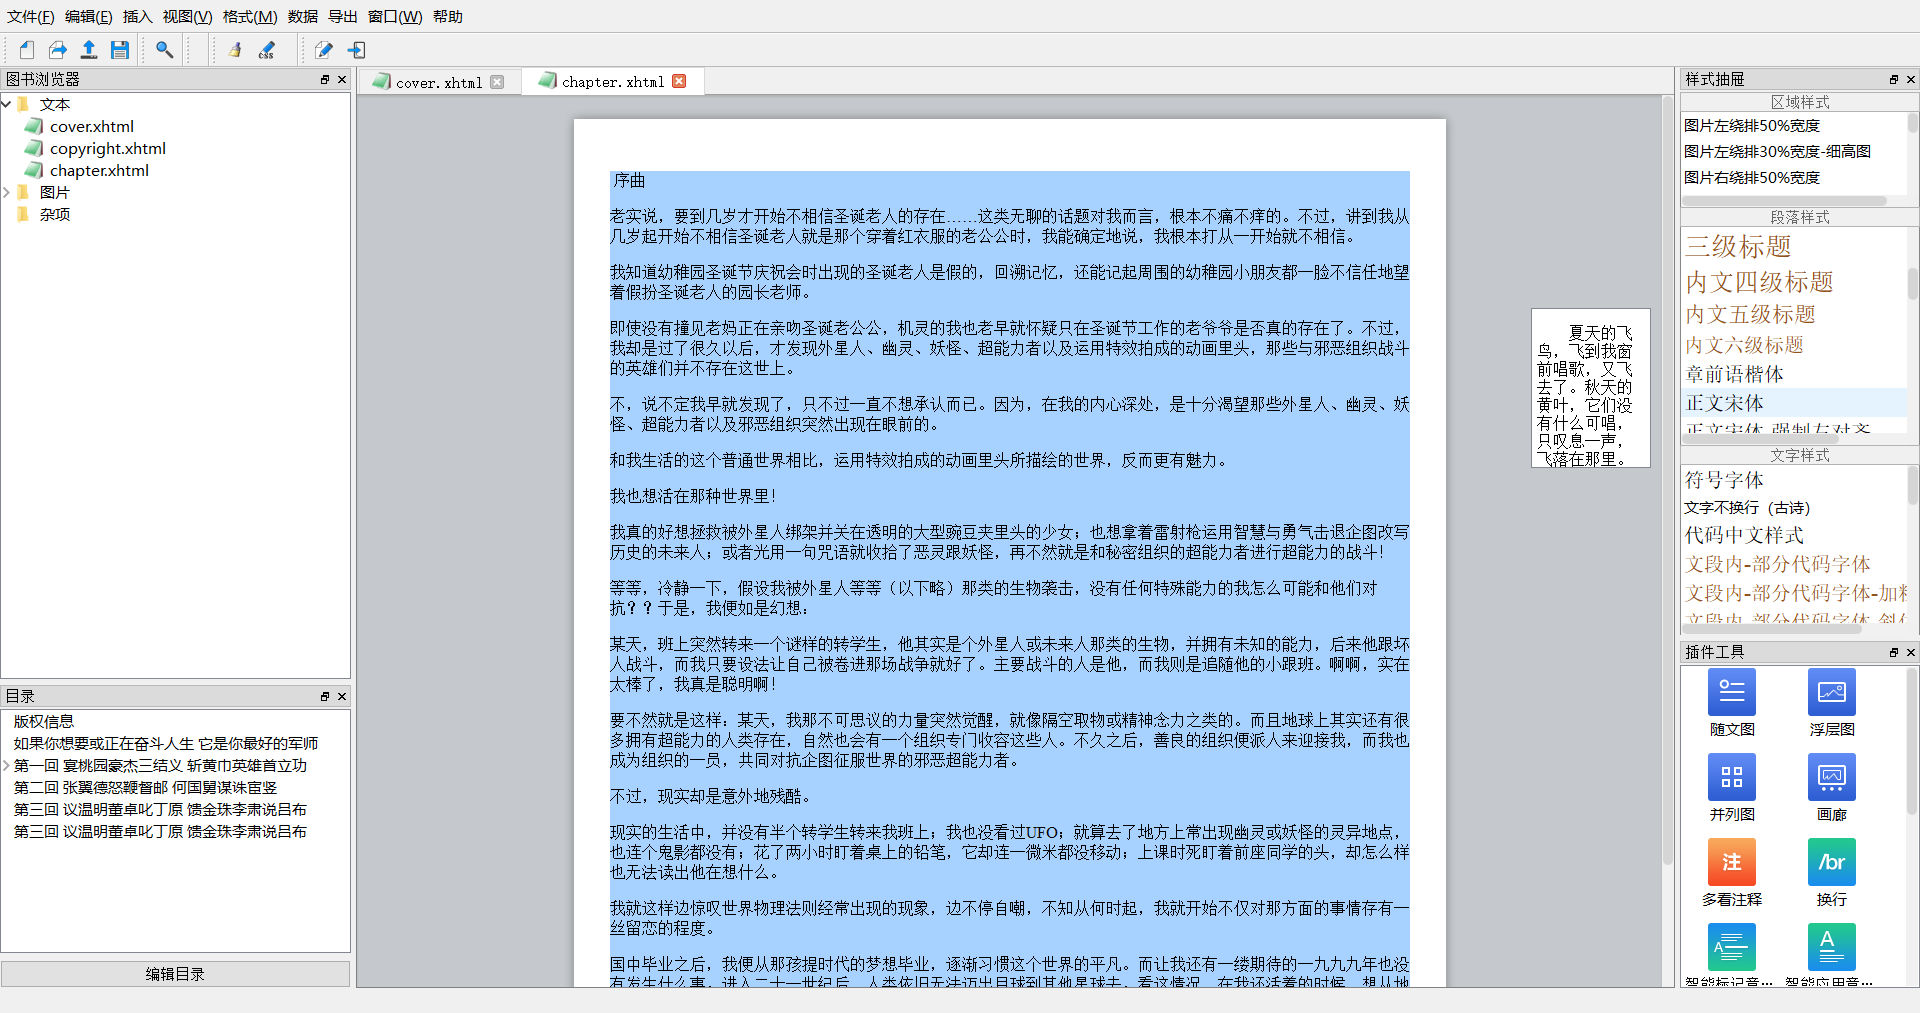 文件(F) 编辑(E) 插入 视图(V) 格式(M) 数据 导出 窗口(W) 帮助
图书浏览器
文本
cover.xhtml
copyright.xhtml
chapter.xhtml
图片
杂项
目录
版权信息
如果你想要或正在奋斗人生 它是你最好的军师
第一回 宴桃园豪杰三结义 斩黄巾英雄首立功
第二回 张翼德怒鞭督邮 何国舅谋诛宦竖
第三回 议温明董卓叱丁原 馈金珠李肃说吕布
第三回 议温明董卓叱丁原 馈金珠李肃说吕布
编辑目录
cover.xhtml chapter.xhtml
序曲
老实说，要到几岁才开始不相信圣诞老人的存在……这类无聊的话题对我而言，根本不痛不痒的。不过，讲到我从
几岁起开始不相信圣诞老人就是那个穿着红衣服的老公公时，我能确定地说，我根本打从一开始就不相信。
我知道幼稚园圣诞节庆祝会时出现的圣诞老人是假的，回溯记忆，还能记起周围的幼稚园小朋友都一脸不信任地望
着假扮圣诞老人的园长老师。
即使没有撞见老妈正在亲吻圣诞老公公，机灵的我也老早就怀疑只在圣诞节工作的老爷爷是否真的存在了。不过，
我却是过了很久以后，才发现外星人、幽灵、妖怪、超能力者以及运用特效拍成的动画里头，那些与邪恶组织战斗
的英雄们并不存在这世上。
不，说不定我早就发现了，只不过一直不想承认而已。因为，在我的内心深处，是十分渴望那些外星人、幽灵、妖
怪、超能力者以及邪恶组织突然出现在眼前的。
和我生活的这个普通世界相比，运用特效拍成的动画里头所描绘的世界，反而更有魅力。
我也想活在那种世界里！
我真的好想拯救被外星人绑架并关在透明的大型豌豆夹里头的少女；也想拿着雷射枪运用智慧与勇气击退企图改写
历史的未来人；或者光用一句咒语就收拾了恶灵跟妖怪，再不然就是和秘密组织的超能力者进行超能力的战斗！
等等，冷静一下，假设我被外星人等等（以下略）那类的生物袭击，没有任何特殊能力的我怎么可能和他们对
抗？？于是，我便如是幻想：
某天，班上突然转来一个谜样的转学生，他其实是个外星人或未来人那类的生物，并拥有未知的能力，后来他跟坏
人战斗，而我只要设法让自己被卷进那场战争就好了。主要战斗的人是他，而我则是追随他的小跟班。啊啊，实在
太棒了，我真是聪明啊！
要不然就是这样：某天，我那不可思议的力量突然觉醒，就像隔空取物或精神念力之类的。而且地球上其实还有很
多拥有超能力的人类存在，自然也会有一个组织专门收容这些人。不久之后，善良的组织便派人来迎接我，而我也
成为组织的一员，共同对抗企图征服世界的邪恶超能力者。
不过，现实却是意外地残酷。
现实的生活中，并没有半个转学生转来我班上；我也没看过UFO；就算去了地方上常出现幽灵或妖怪的灵异地点，
也连个鬼影都没有；花了两小时盯着桌上的铅笔，它却连一微米都没移动；上课时死盯着前座同学的头，却怎么样
也无法读出他在想什么。
我就这样边惊叹世界物理法则经常出现的现象，边不停自嘲，不知从何时起，我就开始不仅对那方面的事情存有一
丝留恋的程度。
国中毕业之后，我便从那孩提时代的梦想毕业，逐渐习惯这个世界的平凡。而让我还有一缕期待的一九九九年也没
有发生什么事，进入二十一世纪后，人类依旧无法迈出月球到其他星球去，看这情况，在我还活着的时候，想从地
夏天的飞
鸟，飞到我窗
前唱歌，又飞
去了。秋天的
黄叶，它们没
有什么可唱，
只叹息一声，
飞落在那里。
样式抽屉
区域样式
图片左绕排50%宽度
图片左绕排30%宽度-细高图
图片右绕排50%宽度
段落样式
三级标题
内文四级标题
内文五级标题
内文六级标题
章前语楷体
正文宋体
正文宋体-强制左对齐
文字样式
符号字体
文字不换行（古诗）
代码中文样式
文段内-部分代码字体
文段内-部分代码字体-加粗
文段内-部分代码字体-斜体
插件工具
随文图 浮层图
并列图 画廊
注 /br
多看注释 换行
智能标记章… 智能应用章…